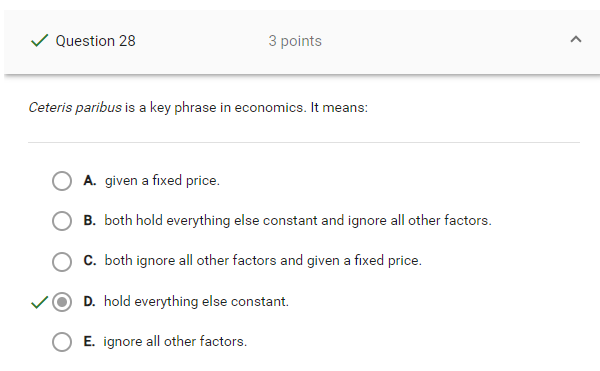 Question 28 3 points
Ceteris paribus is a key phrase in economics. It means:
A. given a fixed price.
B. both hold everything else constant and ignore all other factors.
C. both ignore all other factors and given a fixed price.
D. hold everything else constant.
E. ignore all other factors.